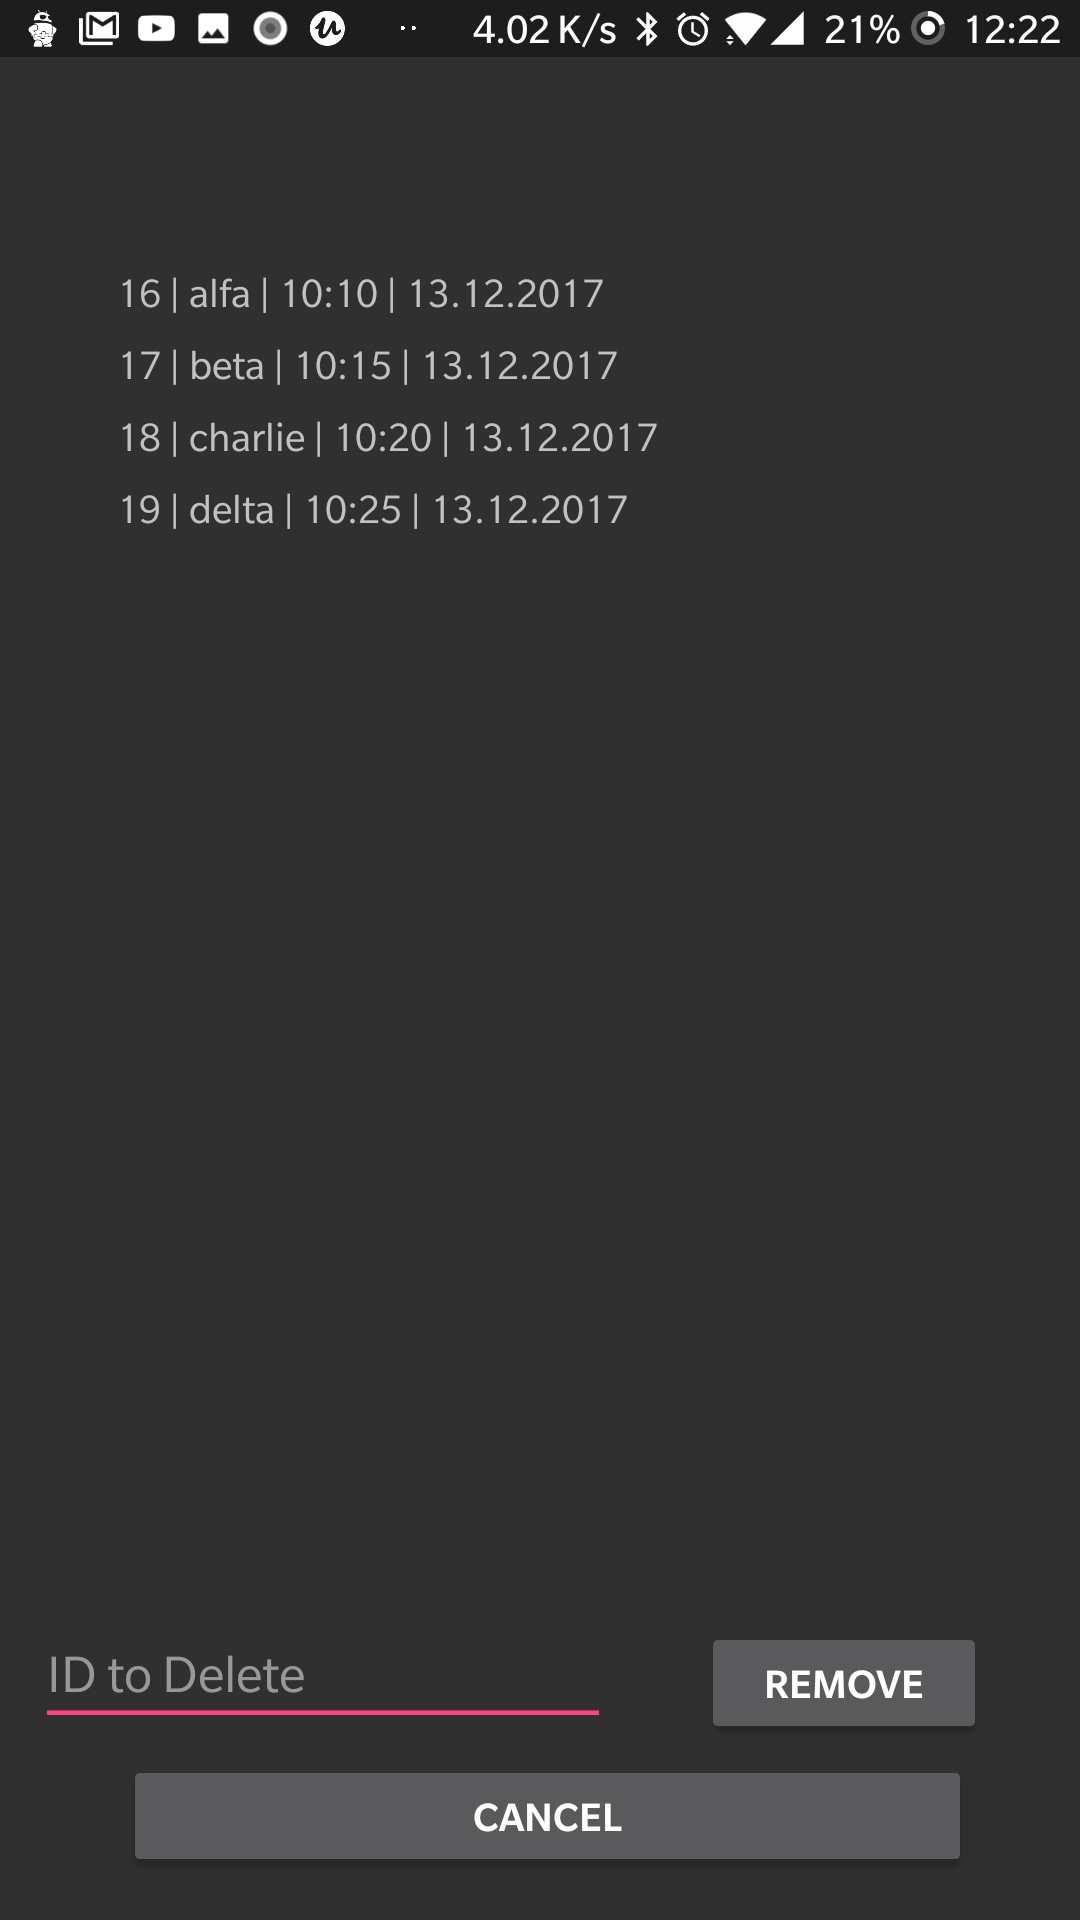 4.02 K/s 21% 12:22
16 | alfa | 10:10 | 13.12.2017
17 | beta | 10:15 | 13.12.2017
18 | charlie | 10:20 | 13.12.2017
19 | delta | 10:25 | 13.12.2017
ID to Delete
REMOVE
CANCEL